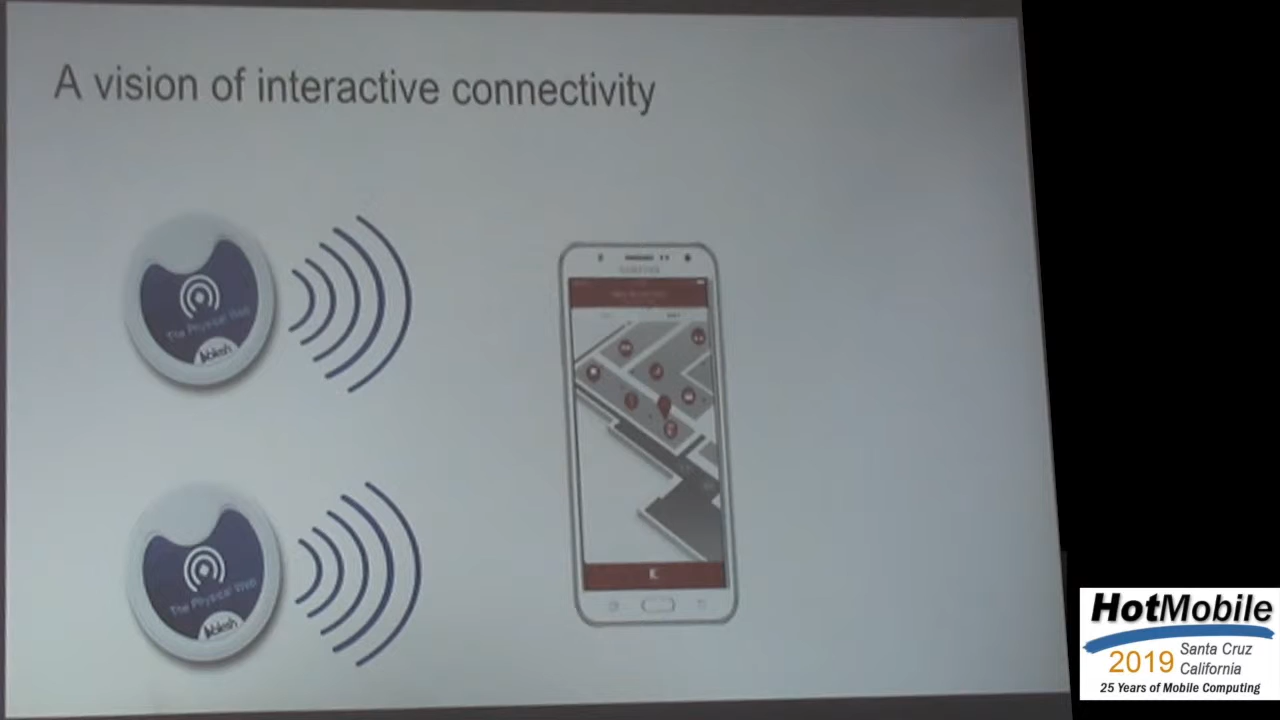 A vision of interactive connectivity
SAMSUNG
The Physical Web
The Physical Web
HotMobile
2019 Santa Cruz
California
25 Years of Mobile Computing